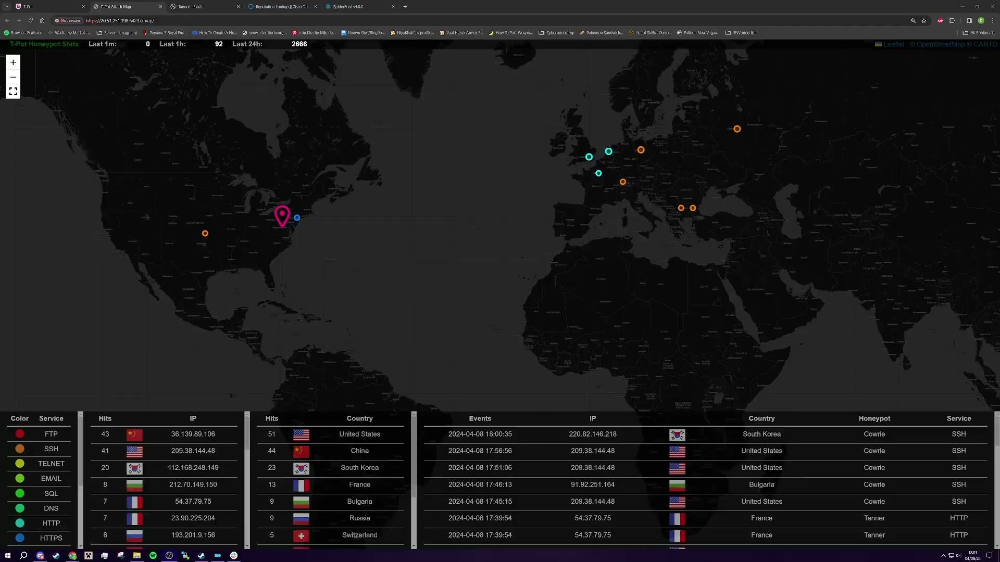 T-Pot
T-Pot Attack Map
Tanner - Elastic
Reputation Lookup || Cisco Talo
SpiderFoot v4.0.0
Not secure
https://20.51.251.198:64297/map/
Browse - Featured
Warframe Market -...
Server managment
Persona 5 Royal Fus...
How To Create A Ne...
www.elterritorio.org...
Iron Kiss by Mikede...
Known Gun/Ring lo...
NiyaKhalifa's profile...
Vaal Hazak Armor S...
How To Port Weapo...
Cyberbootcamp
Pokemon Sandwich...
List of Skills - Perso...
Fallout: New Vegas...
FNV mod list
All Bookmarks
T-Pot Honeypot Stats Last 1m: 0 Last 1h: 92 Last 24h: 2666
Leaflet | © OpenStreetMap © CARTO
+
−
Color Service
FTP
SSH
TELNET
EMAIL
SQL
DNS
HTTP
HTTPS
Hits IP
43 36.139.89.106
41 209.38.144.48
20 112.168.248.149
8 212.70.149.150
7 54.37.79.75
7 23.90.225.204
6 193.201.9.156
Hits Country
51 United States
44 China
23 South Korea
13 France
9 Bulgaria
9 Russia
5 Switzerland
Events IP Country Honeypot Service
2024-04-08 18:00:35 220.82.146.218 South Korea Cowrie SSH
2024-04-08 17:56:56 209.38.144.48 United States Cowrie SSH
2024-04-08 17:51:06 209.38.144.48 United States Cowrie SSH
2024-04-08 17:46:13 91.92.251.164 Bulgaria Cowrie SSH
2024-04-08 17:45:15 209.38.144.48 United States Cowrie SSH
2024-04-08 17:39:54 54.37.79.75 France Tanner HTTP
2024-04-08 17:39:54 54.37.79.75 France Tanner HTTP
18:01
04/08/24